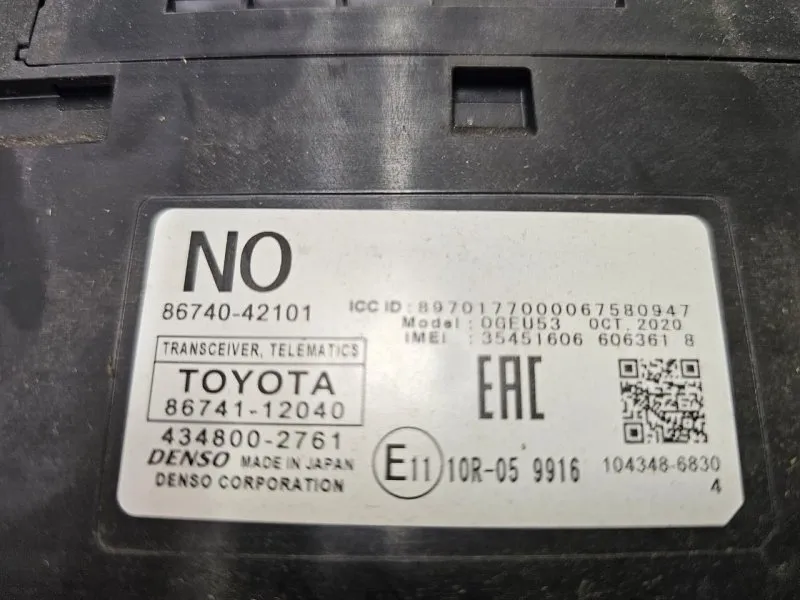 NO
86740-42101
ICC ID : 8970177000067580947
Model : 0GEU53 OCT. 2020
IMEI : 35451606 606361 8
TRANSCEIVER, TELEMATICS
TOYOTA
86741-12040
434800-2761
DENSO MADE IN JAPAN
DENSO CORPORATION
EAC
E11 10R-05 9916
104348-6830
4